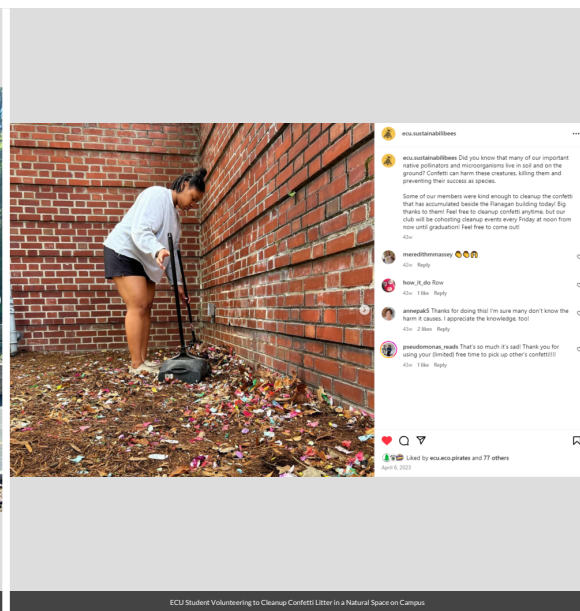 ecu.sustainabilibees
ecu.sustainabilibees Did you know that many of our important
native pollinators and microorganisms live in soil and on the
ground? Confetti can harm these creatures, killing them and
preventing their success as species.
Some of our members were kind enough to cleanup the confetti
that has accumulated beside the Flanagan building today! Big
thanks to them! Feel free to cleanup confetti anytime, but our
club will be cohosting cleanup events every Friday at noon from
now until graduation! Feel free to come out!
43w
meredithmmassey 👏👏🙌
43w Reply
how_it_do Row
43w 1 like Reply
annepak5 Thanks for doing this! I'm sure many don't know the
harm it causes. I appreciate the knowledge, too!
43w 2 likes Reply
pseudomonas_reads That's so much it's sad! Thank you for
using your (limited) free time to pick up other's confetti!!!!
43w 1 like Reply
Liked by ecu.eco.pirates and 77 others
April 6, 2023
ECU Student Volunteering to Cleanup Confetti Litter in a Natural Space on Campus